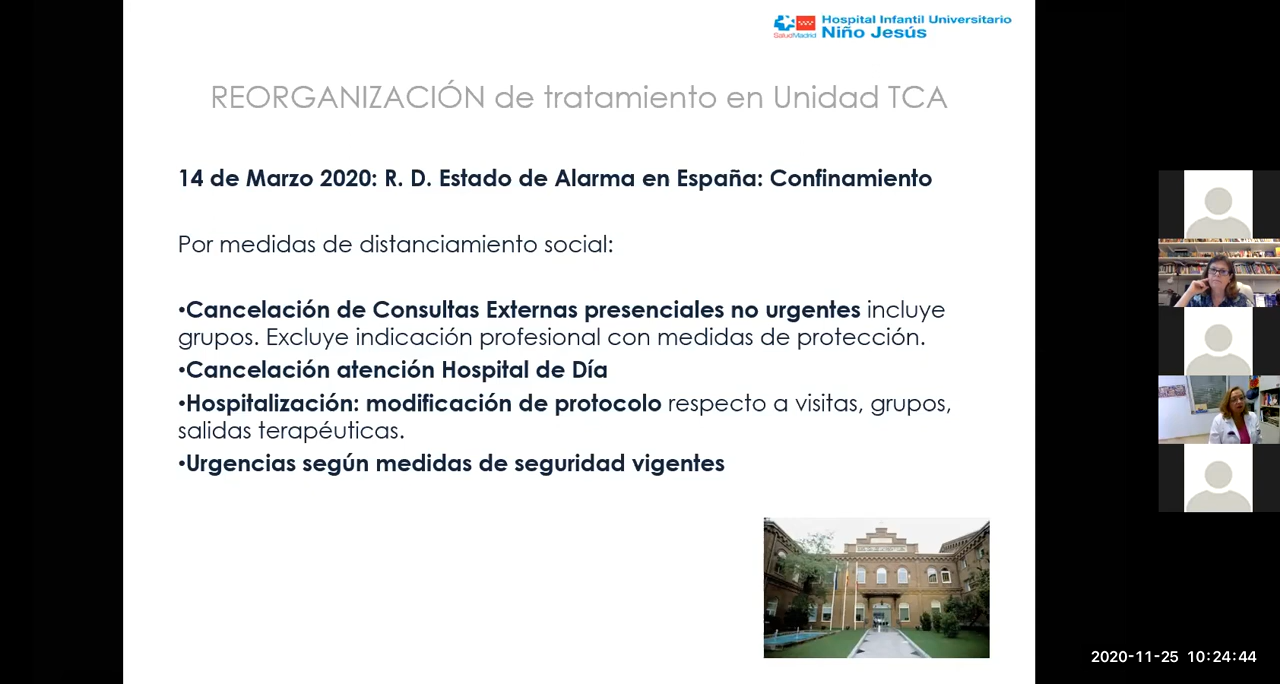 Hospital Infantil Universitario
SaludMadrid Niño Jesús
REORGANIZACIÓN de tratamiento en Unidad TCA
14 de Marzo 2020: R. D. Estado de Alarma en España: Confinamiento
Por medidas de distanciamiento social:
•Cancelación de Consultas Externas presenciales no urgentes incluye
grupos. Excluye indicación profesional con medidas de protección.
•Cancelación atención Hospital de Día
•Hospitalización: modificación de protocolo respecto a visitas, grupos,
salidas terapéuticas.
•Urgencias según medidas de seguridad vigentes
2020-11-25 10:24:44